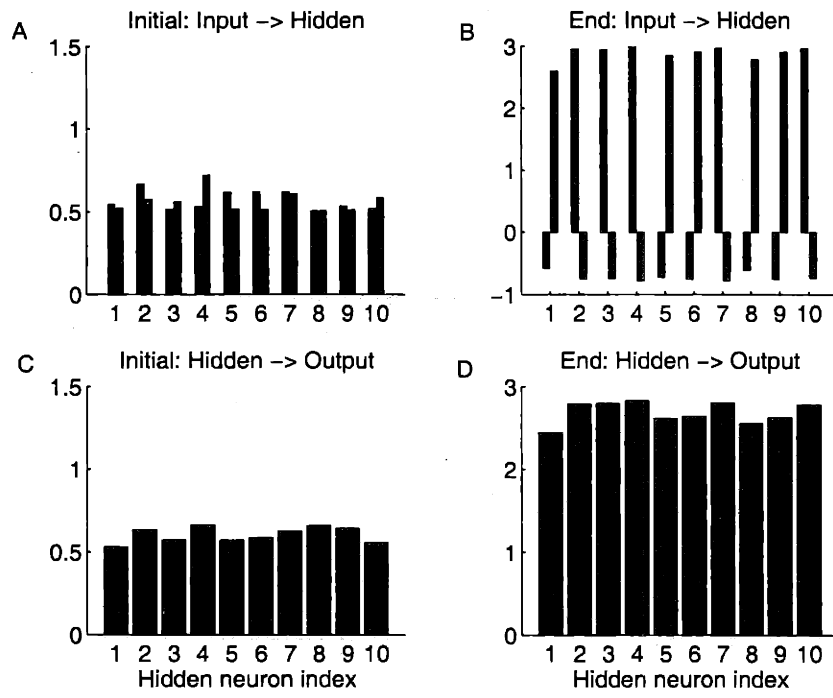 A
Initial: Input –> Hidden
1.5
1
0.5
0
1 2 3 4 5 6 7 8 9 10
B
End: Input –> Hidden
3
2
1
0
−1
1 2 3 4 5 6 7 8 9 10
C
Initial: Hidden –> Output
1.5
1
0.5
0
1 2 3 4 5 6 7 8 9 10
Hidden neuron index
D
End: Hidden –> Output
3
2
1
0
1 2 3 4 5 6 7 8 9 10
Hidden neuron index